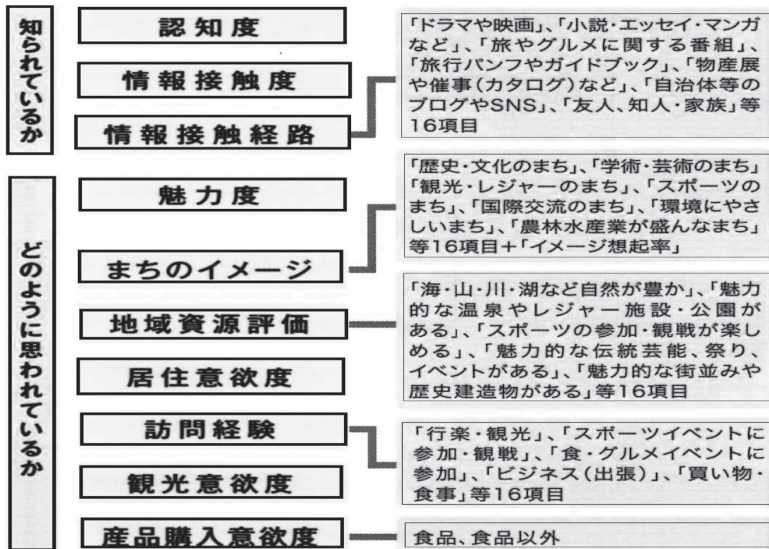 知られているか
認知度
情報接触度
情報接触経路
「ドラマや映画」、「小説・エッセイ・マンガ
など」、「旅やグルメに関する番組」、
「旅行パンフやガイドブック」、「物産展
や催事(カタログ)など」、「自治体等の
ブログやSNS」、「友人、知人・家族」等
16項目
どのように思われているか
魅力度
まちのイメージ
「歴史・文化のまち」、「学術・芸術のまち」
「観光・レジャーのまち」、「スポーツの
まち」、「国際交流のまち」、「環境にやさ
しいまち」、「農林水産業が盛んなまち」
等16項目+「イメージ想起率」
地域資源評価
「海・山・川・湖など自然が豊か」、「魅力
的な温泉やレジャー施設・公園が
ある」、「スポーツの参加・観戦が楽し
める」、「魅力的な伝統芸能、祭り、
イベントがある」、「魅力的な街並みや
歴史建造物がある」等16項目
居住意欲度
訪問経験
「行楽・観光」、「スポーツイベントに
参加・観戦」、「食・グルメイベントに
参加」、「ビジネス(出張)」、「買い物・
食事」等16項目
観光意欲度
産品購入意欲度
食品、食品以外